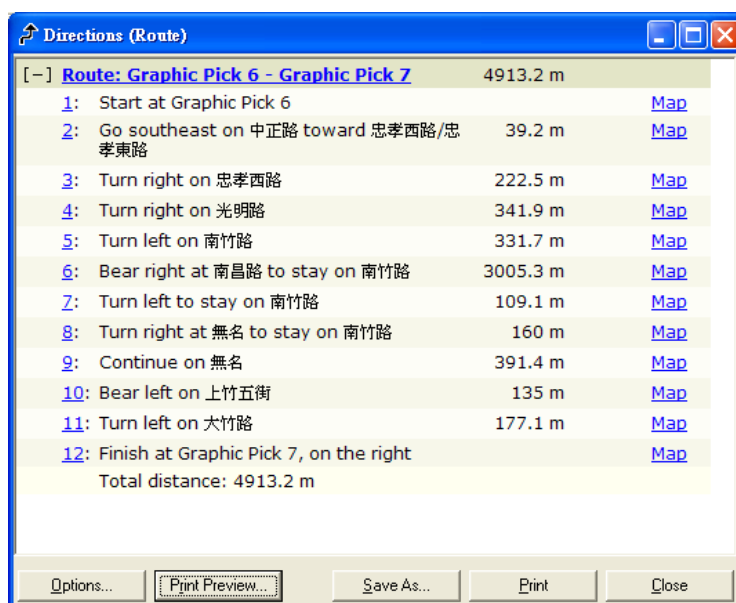 Directions (Route)
[-] Route: Graphic Pick 6 - Graphic Pick 7 4913.2 m
1: Start at Graphic Pick 6 Map
2: Go southeast on 中正路 toward 忠孝西路/忠 39.2 m Map
孝東路
3: Turn right on 忠孝西路 222.5 m Map
4: Turn right on 光明路 341.9 m Map
5: Turn left on 南竹路 331.7 m Map
6: Bear right at 南昌路 to stay on 南竹路 3005.3 m Map
7: Turn left to stay on 南竹路 109.1 m Map
8: Turn right at 無名 to stay on 南竹路 160 m Map
9: Continue on 無名 391.4 m Map
10: Bear left on 上竹五街 135 m Map
11: Turn left on 大竹路 177.1 m Map
12: Finish at Graphic Pick 7, on the right Map
Total distance: 4913.2 m
Options... Print Preview... Save As... Print Close